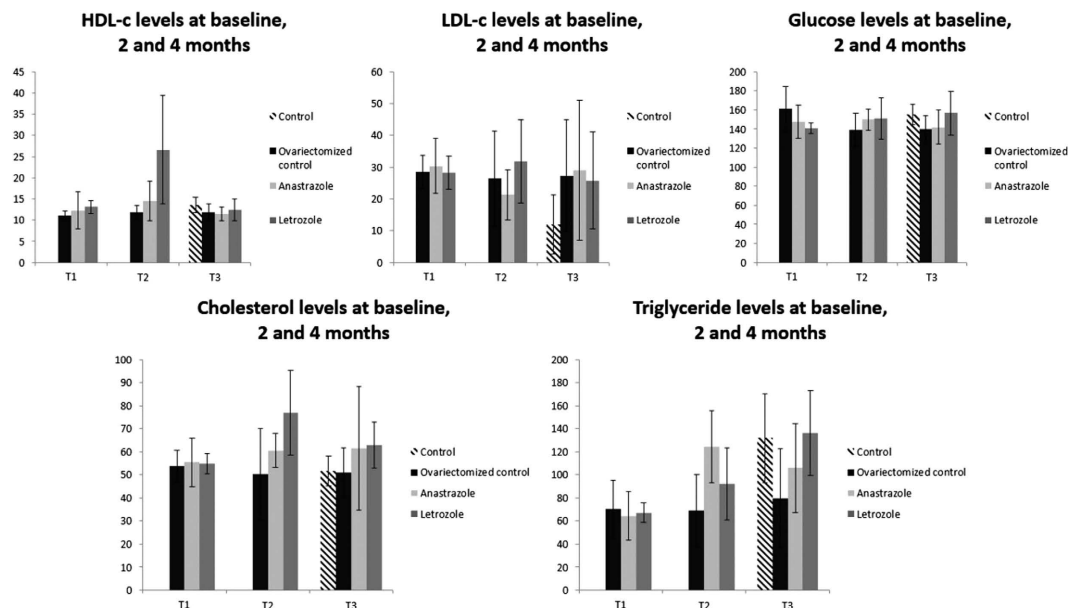 HDL-c levels at baseline,
2 and 4 months
45
40
35
30
25
20
15
10
5
0
T1
T2
T3
Control
Ovariectomized
control
Anastrazole
Letrozole
LDL-c levels at baseline,
2 and 4 months
60
50
40
30
20
10
0
T1
T2
T3
Control
Ovariectomized
control
Anastrazole
Letrozole
Glucose levels at baseline,
2 and 4 months
200
180
160
140
120
100
80
60
40
20
0
T1
T2
T3
Control
Ovariectomized
control
Anastrazole
Letrozole
Cholesterol levels at baseline,
2 and 4 months
100
90
80
70
60
50
40
30
20
10
0
T1
T2
T3
Control
Ovariectomized control
Anastrazole
Letrozole
Triglyceride levels at baseline,
2 and 4 months
200
180
160
140
120
100
80
60
40
20
0
T1
T2
T3
Control
Ovariectomized control
Anastrazole
Letrozole